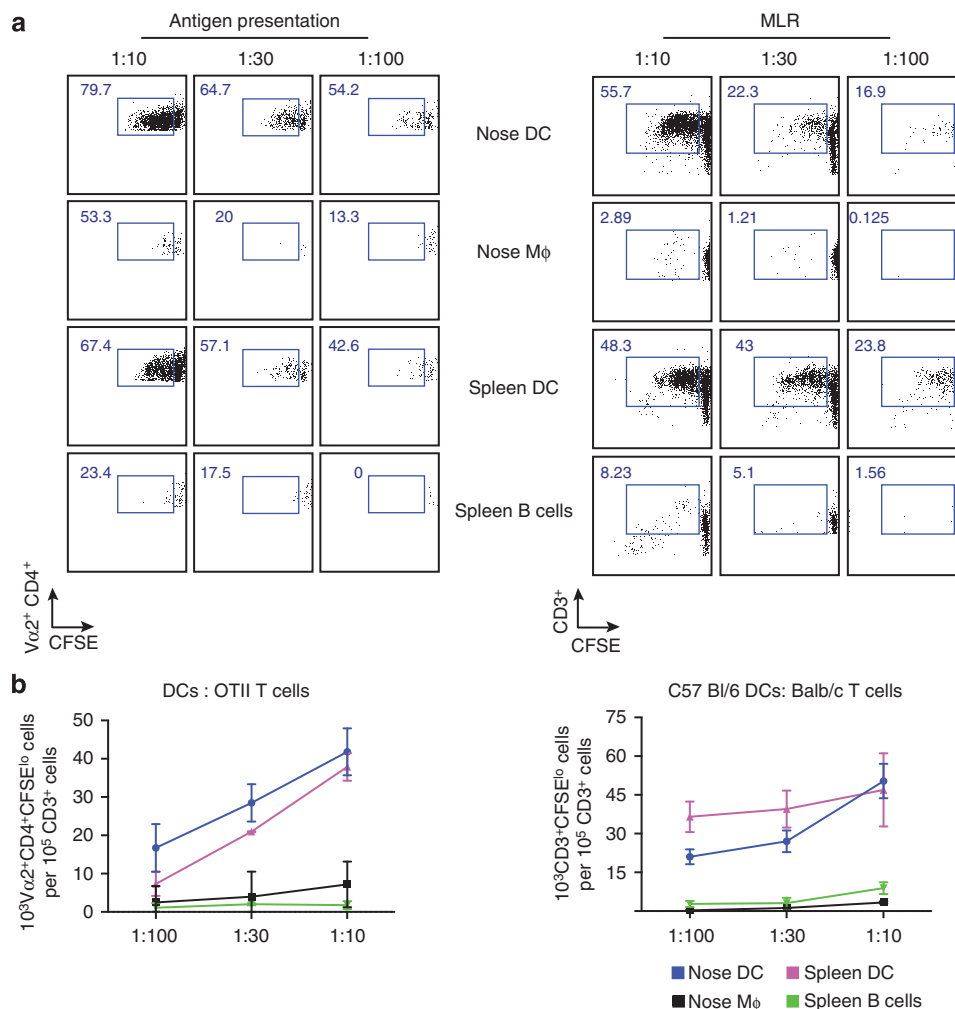 a
Antigen presentation
MLR
1:10 1:30 1:100
1:10 1:30 1:100
79.7 64.7 54.2
Nose DC
55.7 22.3 16.9
53.3 20 13.3
Nose Mϕ
2.89 1.21 0.125
67.4 57.1 42.6
Spleen DC
48.3 43 23.8
23.4 17.5 0
Spleen B cells
8.23 5.1 1.56
Vα2⁺ CD4⁺
CFSE
CD3⁺
CFSE
b
DCs : OTII T cells
10³Vα2⁺CD4⁺CFSEˡᵒ cells
per 10⁵ CD3⁺ cells
50
40
30
20
10
0
1:100 1:30 1:10
C57 Bl/6 DCs: Balb/c T cells
10³CD3⁺CFSEˡᵒ cells
per 10⁵ CD3⁺ cells
75
60
45
30
15
1:100 1:30 1:10
Nose DC Spleen DC
Nose Mϕ Spleen B cells